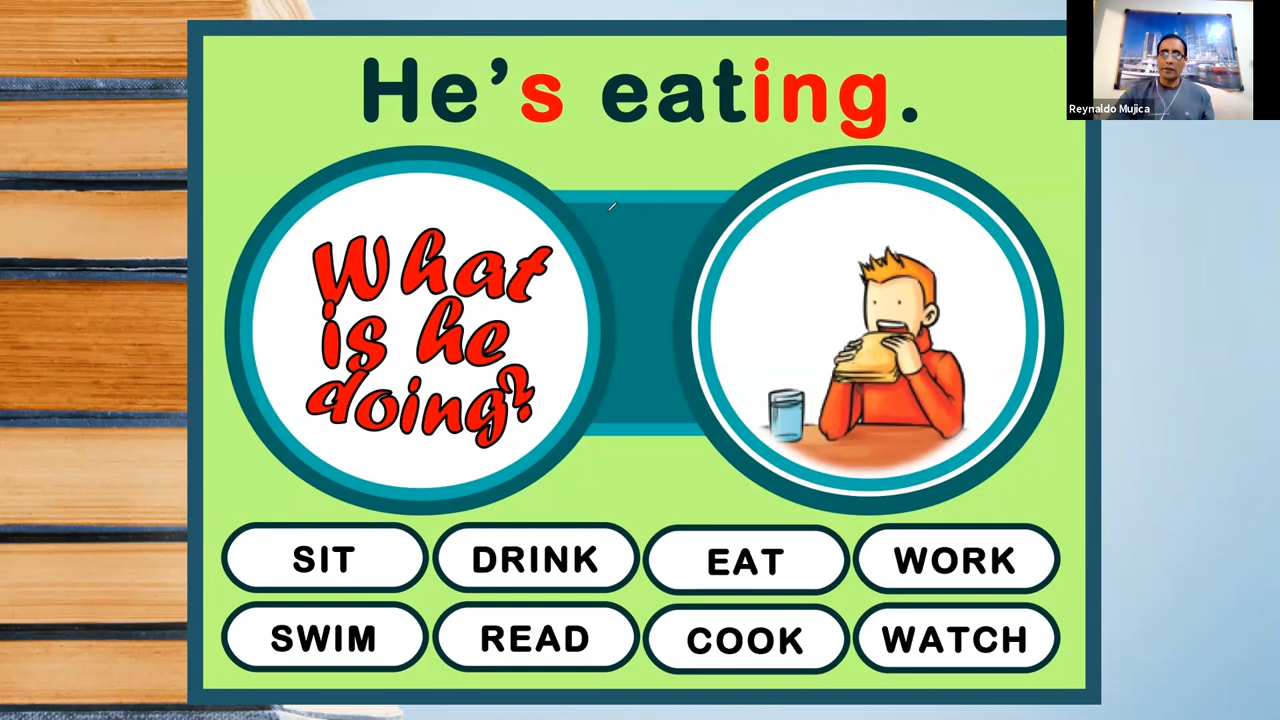 He's eating.
Reynaldo Mujica
What
is he
doing?
SIT DRINK EAT WORK
SWIM READ COOK WATCH